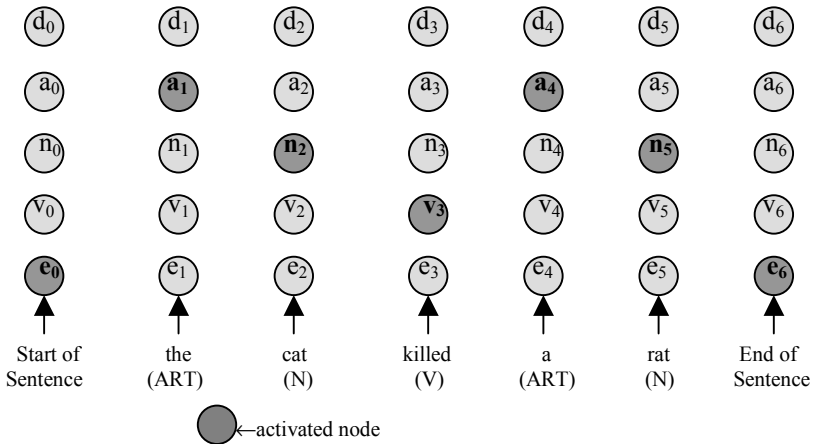 d0 d1 d2 d3 d4 d5 d6
a0 a1 a2 a3 a4 a5 a6
n0 n1 n2 n3 n4 n5 n6
v0 v1 v2 v3 v4 v5 v6
e0 e1 e2 e3 e4 e5 e6
Start of the cat killed a rat End of
Sentence (ART) (N) (V) (ART) (N) Sentence
←activated node